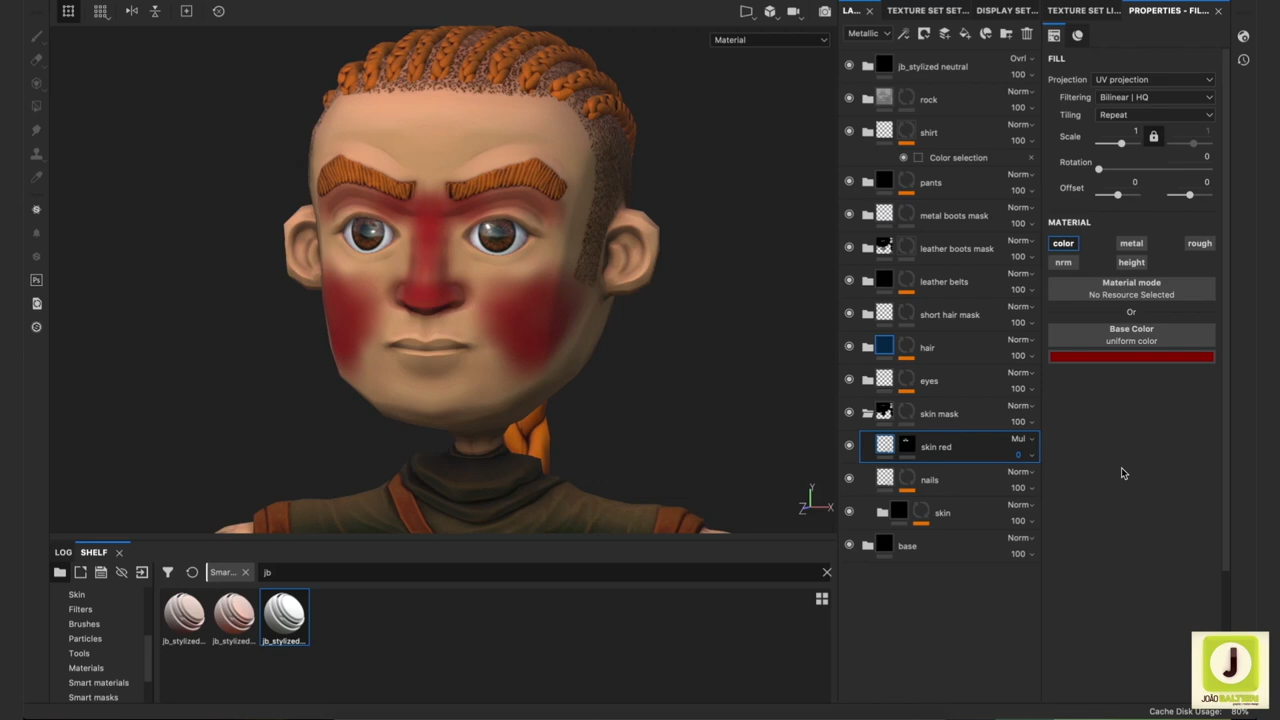 LA...
TEXTURE SET SET...
DISPLAY SET...
TEXTURE SET LI...
PROPERTIES - FIL...
Material
Metallic
jb_stylized neutral
Ovrl
100
rock
Norm
100
shirt
Norm
100
Color selection
pants
Norm
100
metal boots mask
Norm
100
leather boots mask
Norm
100
leather belts
Norm
100
short hair mask
Norm
100
hair
Norm
100
eyes
Norm
100
skin mask
Norm
100
skin red
Mul
0
nails
Norm
100
skin
Norm
100
base
Norm
100
FILL
Projection UV projection
Filtering Bilinear | HQ
Tiling Repeat
Scale 1 1
Rotation 0
Offset 0 0
MATERIAL
color metal rough
nrm height
Material mode
No Resource Selected
Or
Base Color
uniform color
Y
Z X
LOG SHELF
Smar...
jb
Skin
Filters
Brushes
Particles
Tools
Materials
Smart materials
Smart masks
jb_stylized... jb_stylized... jb_stylized...
Ps
J
JOÃO BALTIERI
Cache Disk Usage: 80%